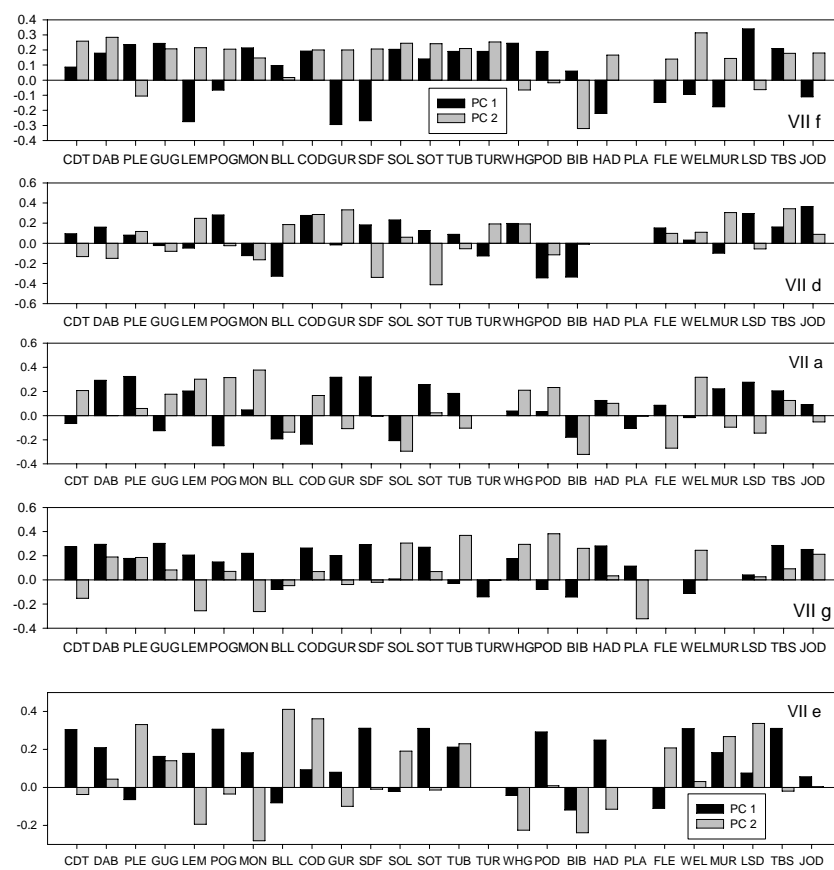 0.4
0.3
0.2
0.1
0.0
-0.1
-0.2
-0.3
-0.4
PC 1
PC 2
VII f
CDT DAB PLE GUG LEM POG MON BLL COD GUR SDF SOL SOT TUB TUR WHG POD BIB HAD PLA FLE WEL MUR LSD TBS JOD
0.6
0.4
0.2
0.0
-0.2
-0.4
-0.6
VII d
CDT DAB PLE GUG LEM POG MON BLL COD GUR SDF SOL SOT TUB TUR WHG POD BIB HAD PLA FLE WEL MUR LSD TBS JOD
0.6
0.4
0.2
0.0
-0.2
-0.4
VII a
CDT DAB PLE GUG LEM POG MON BLL COD GUR SDF SOL SOT TUB TUR WHG POD BIB HAD PLA FLE WEL MUR LSD TBS JOD
0.6
0.4
0.2
0.0
-0.2
-0.4
VII g
CDT DAB PLE GUG LEM POG MON BLL COD GUR SDF SOL SOT TUB TUR WHG POD BIB HAD PLA FLE WEL MUR LSD TBS JOD
0.4
0.2
0.0
-0.2
VII e
PC 1
PC 2
CDT DAB PLE GUG LEM POG MON BLL COD GUR SDF SOL SOT TUB TUR WHG POD BIB HAD PLA FLE WEL MUR LSD TBS JOD